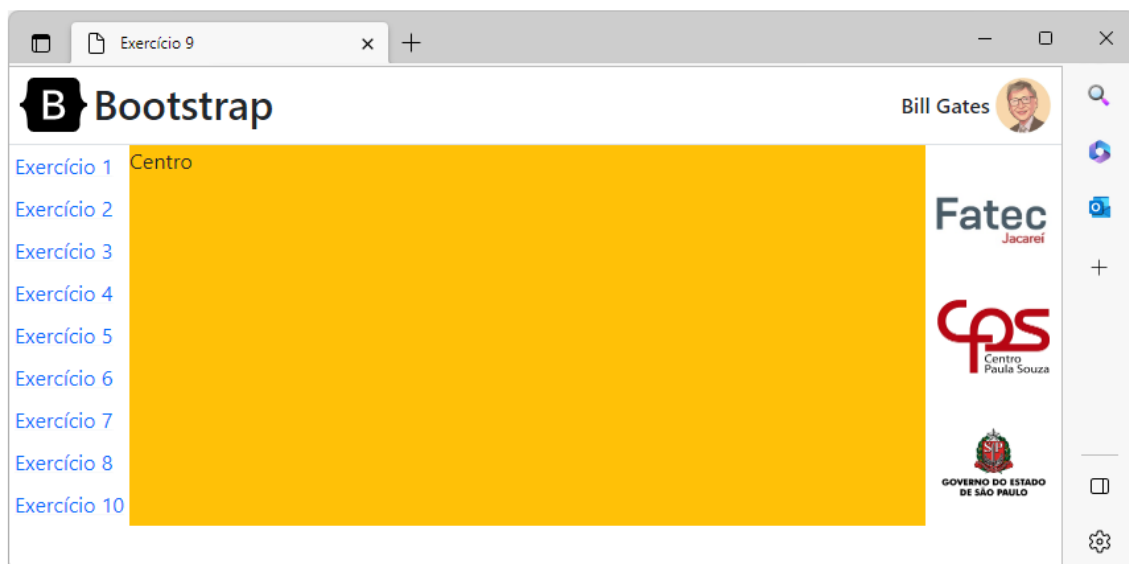 Exercício 9
B Bootstrap
Bill Gates
Exercício 1
Exercício 2
Exercício 3
Exercício 4
Exercício 5
Exercício 6
Exercício 7
Exercício 8
Exercício 10
Centro
Fatec
Jacareí
cps
Centro
Paula Souza
GOVERNO DO ESTADO
DE SÃO PAULO